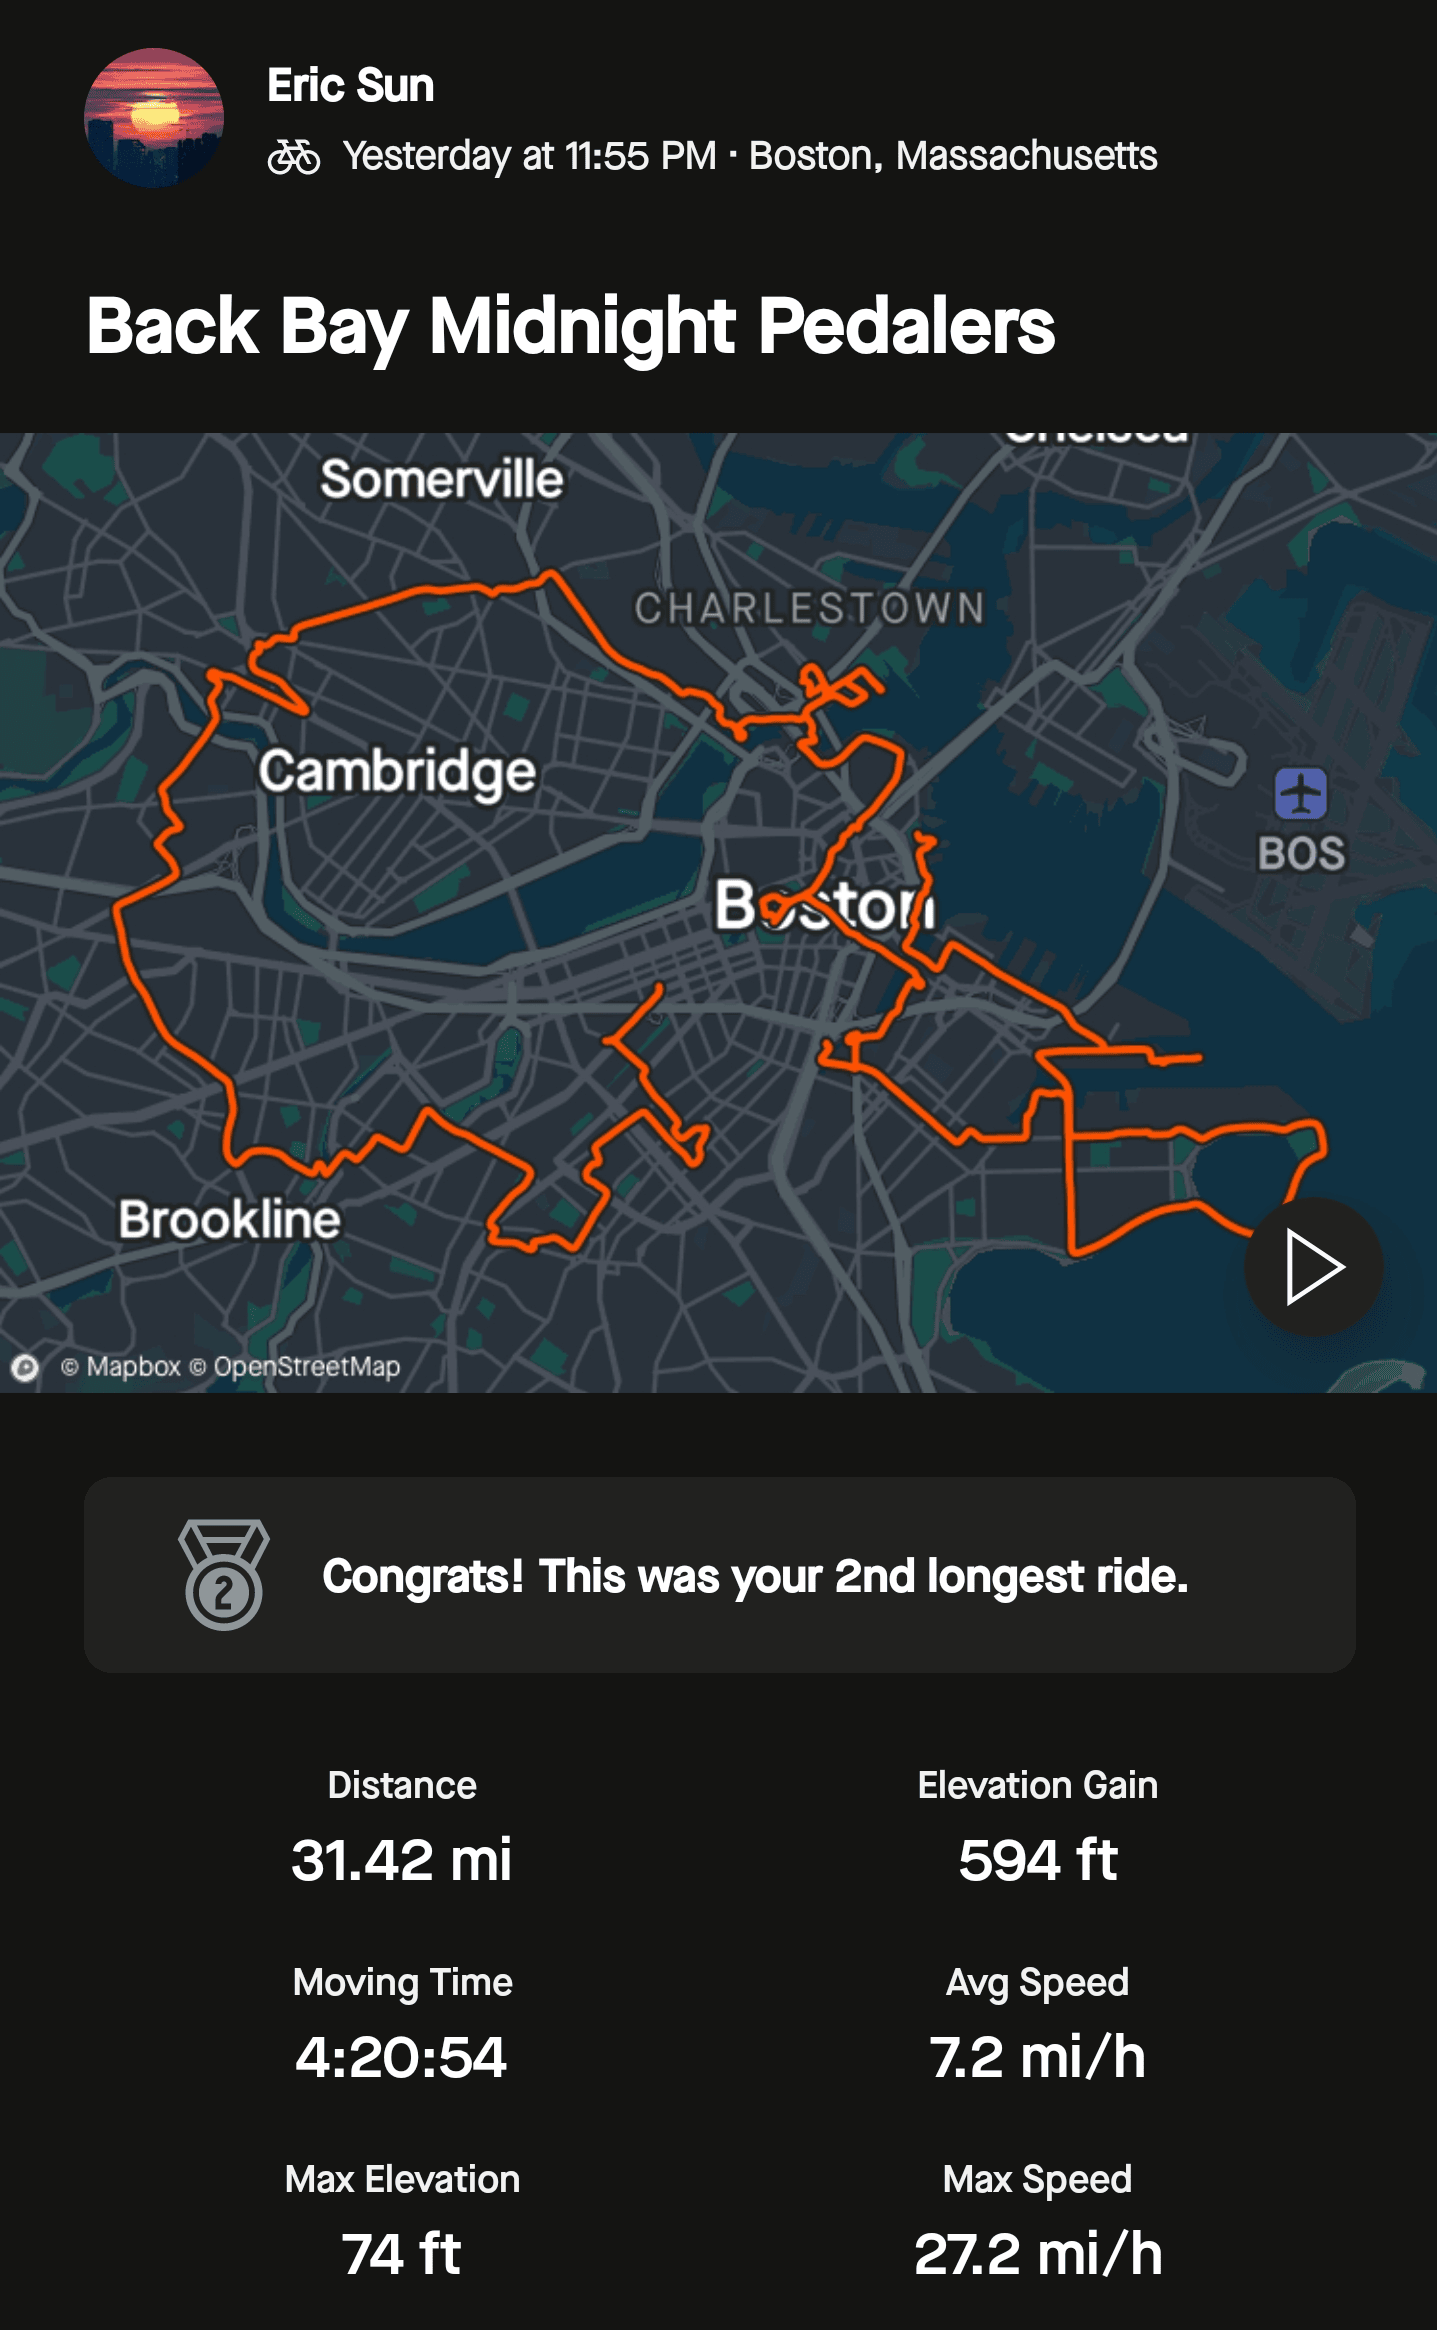 Eric Sun
Yesterday at 11:55 PM · Boston, Massachusetts
Back Bay Midnight Pedalers
Chelsea
Somerville
CHARLESTOWN
Cambridge
BOS
Boston
Brookline
© Mapbox © OpenStreetMap
2
Congrats! This was your 2nd longest ride.
Distance
31.42 mi
Elevation Gain
594 ft
Moving Time
4:20:54
Avg Speed
7.2 mi/h
Max Elevation
74 ft
Max Speed
27.2 mi/h